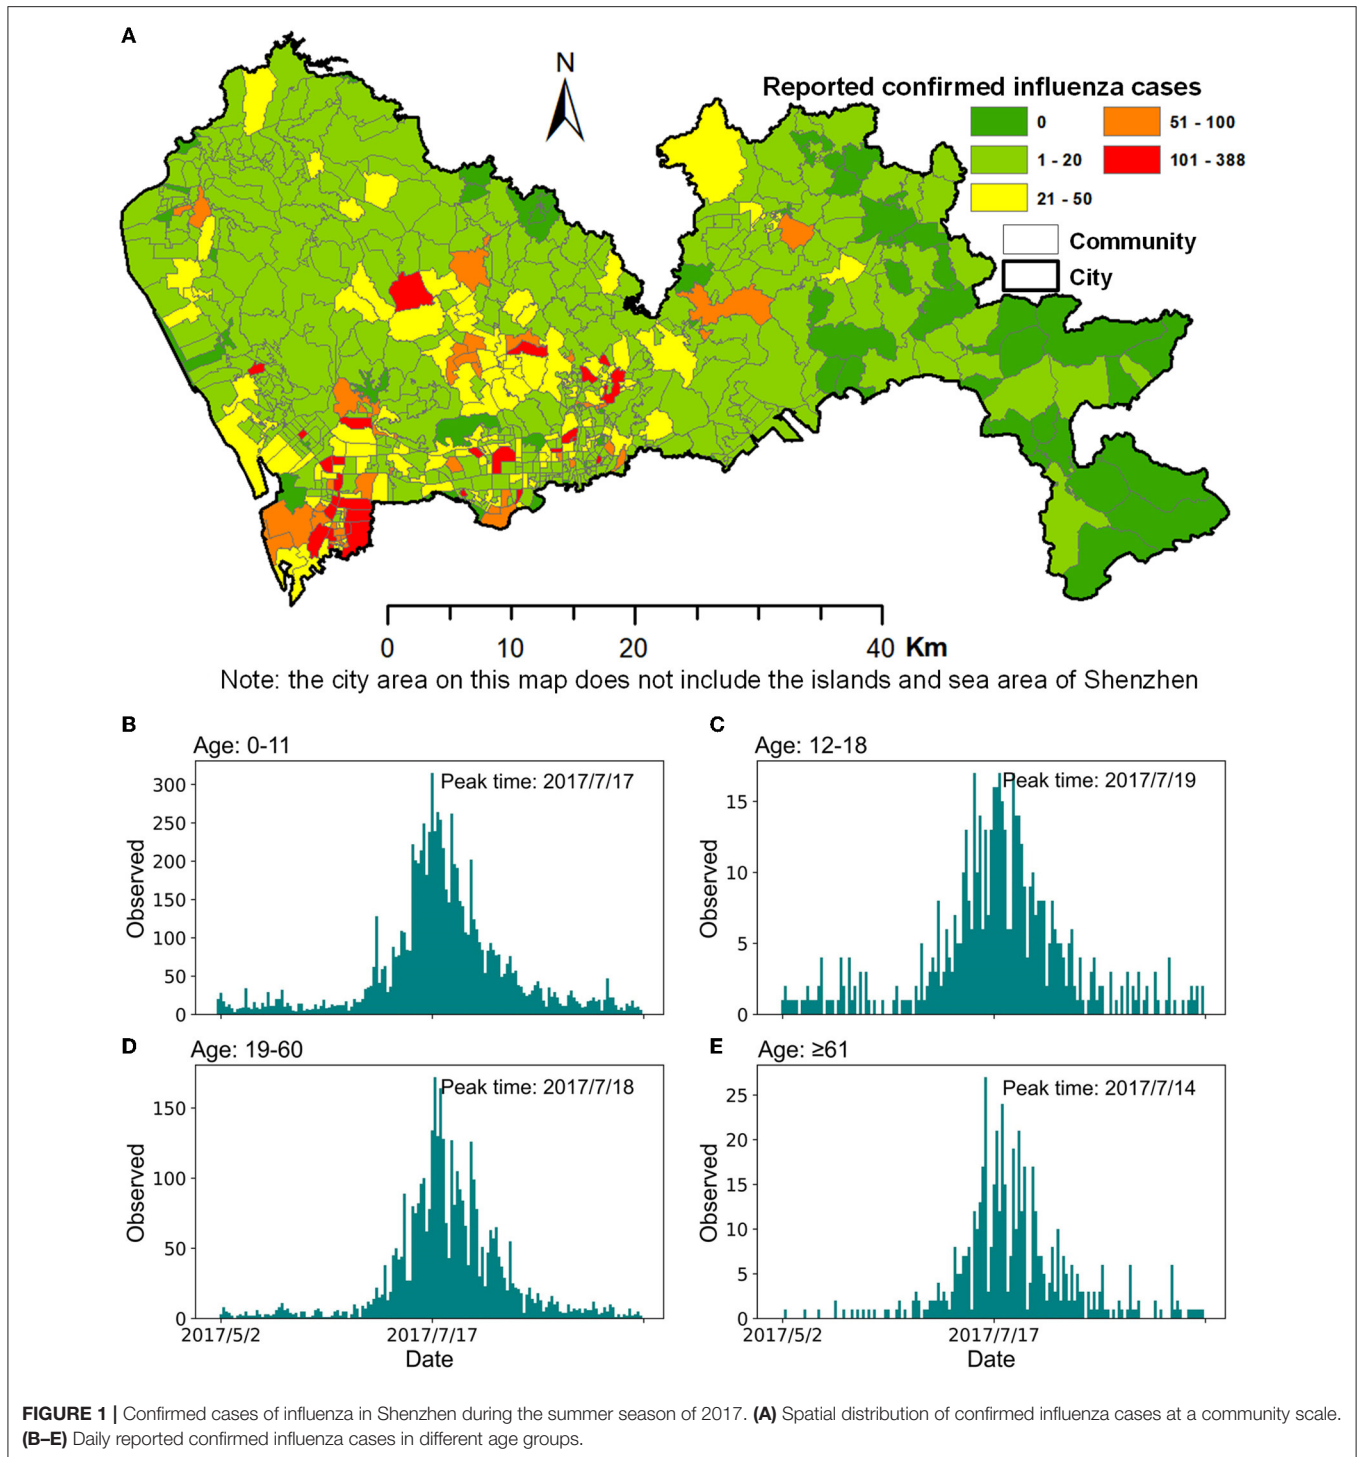 A
N
Reported confirmed influenza cases
0
51 - 100
1 - 20
101 - 388
21 - 50
Community
City
0 10 20 40 Km
Note: the city area on this map does not include the islands and sea area of Shenzhen
B
Age: 0-11
Peak time: 2017/7/17
Observed
300
250
200
150
100
50
0
C
Age: 12-18
Peak time: 2017/7/19
Observed
15
10
5
0
D
Age: 19-60
Peak time: 2017/7/18
Observed
150
100
50
0
2017/5/2 2017/7/17
Date
E
Age: ≥61
Peak time: 2017/7/14
Observed
25
20
15
10
5
0
2017/5/2 2017/7/17
Date
FIGURE 1 | Confirmed cases of influenza in Shenzhen during the summer season of 2017. (A) Spatial distribution of confirmed influenza cases at a community scale.
(B–E) Daily reported confirmed influenza cases in different age groups.